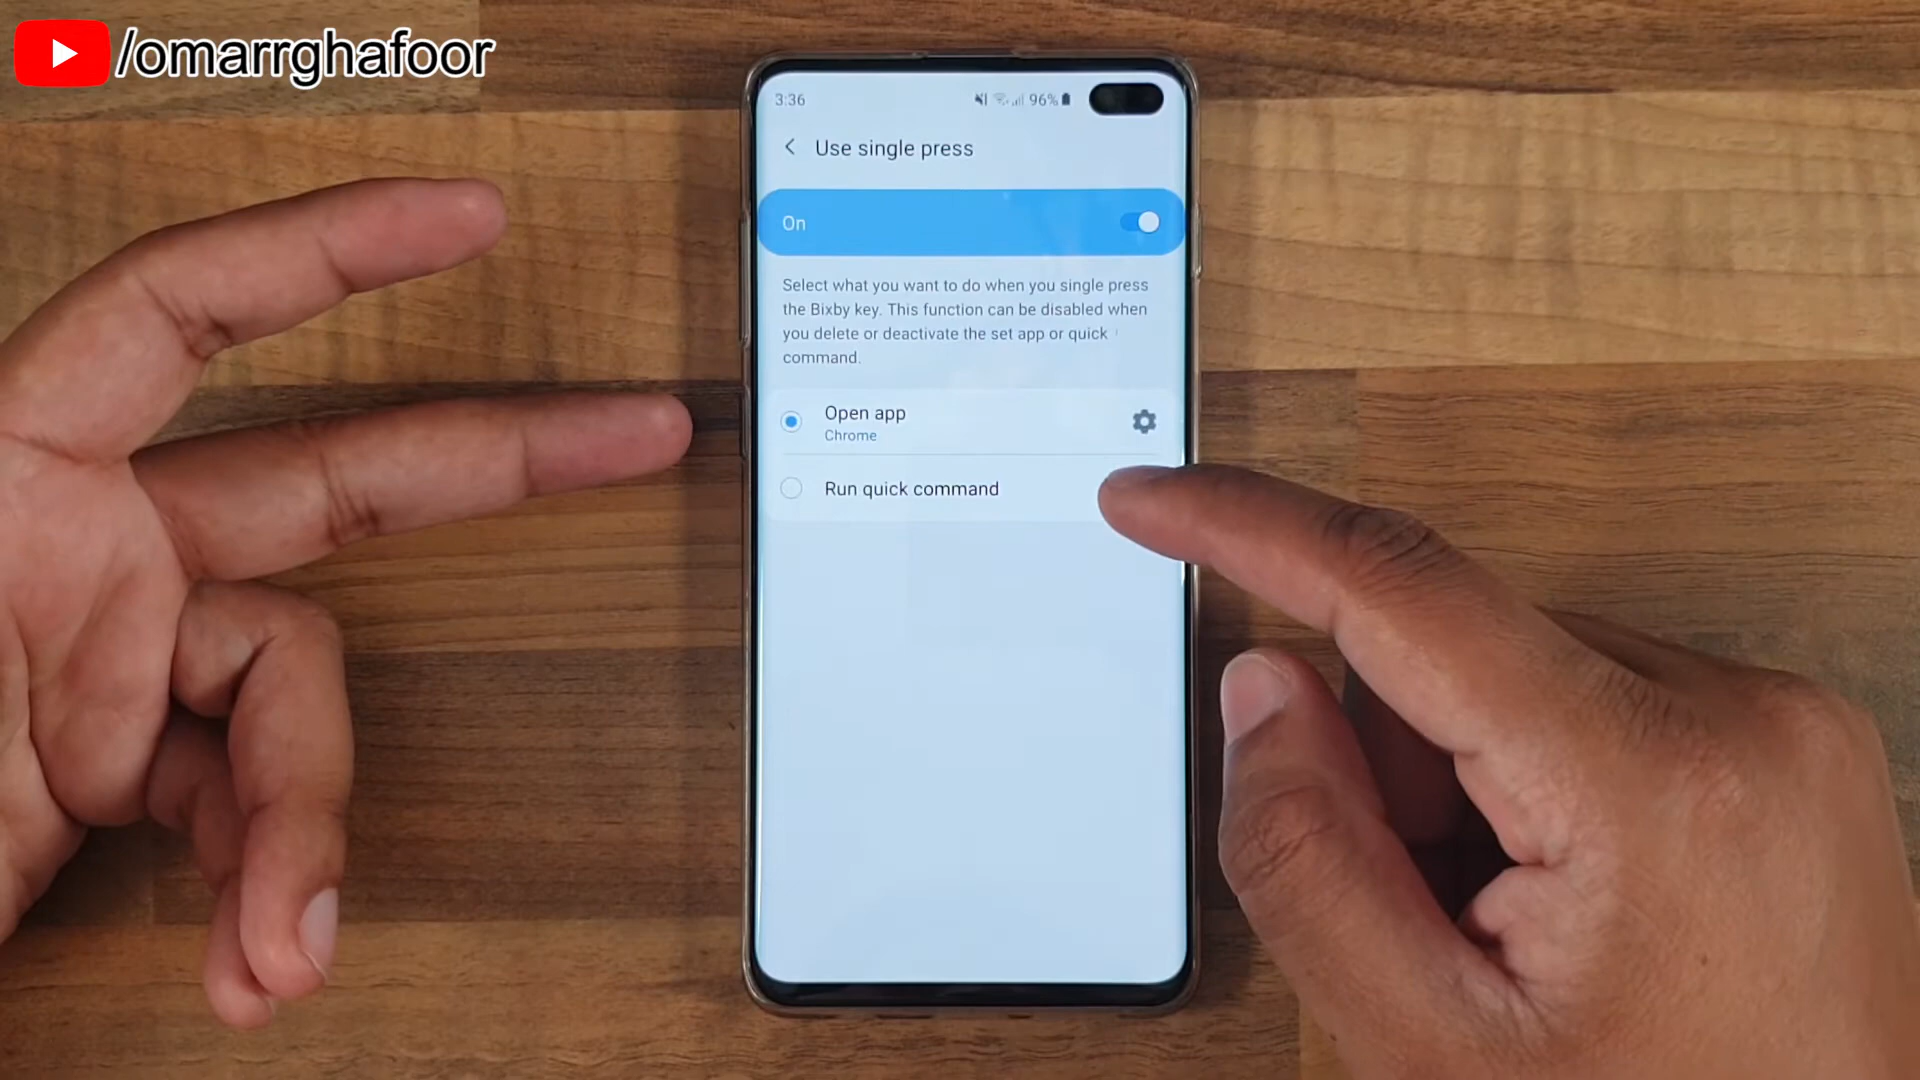 /omarrghafoor
3:36
96%
Use single press
On
Select what you want to do when you single press
the Bixby key. This function can be disabled when
you delete or deactivate the set app or quick
command.
Open app
Chrome
Run quick command